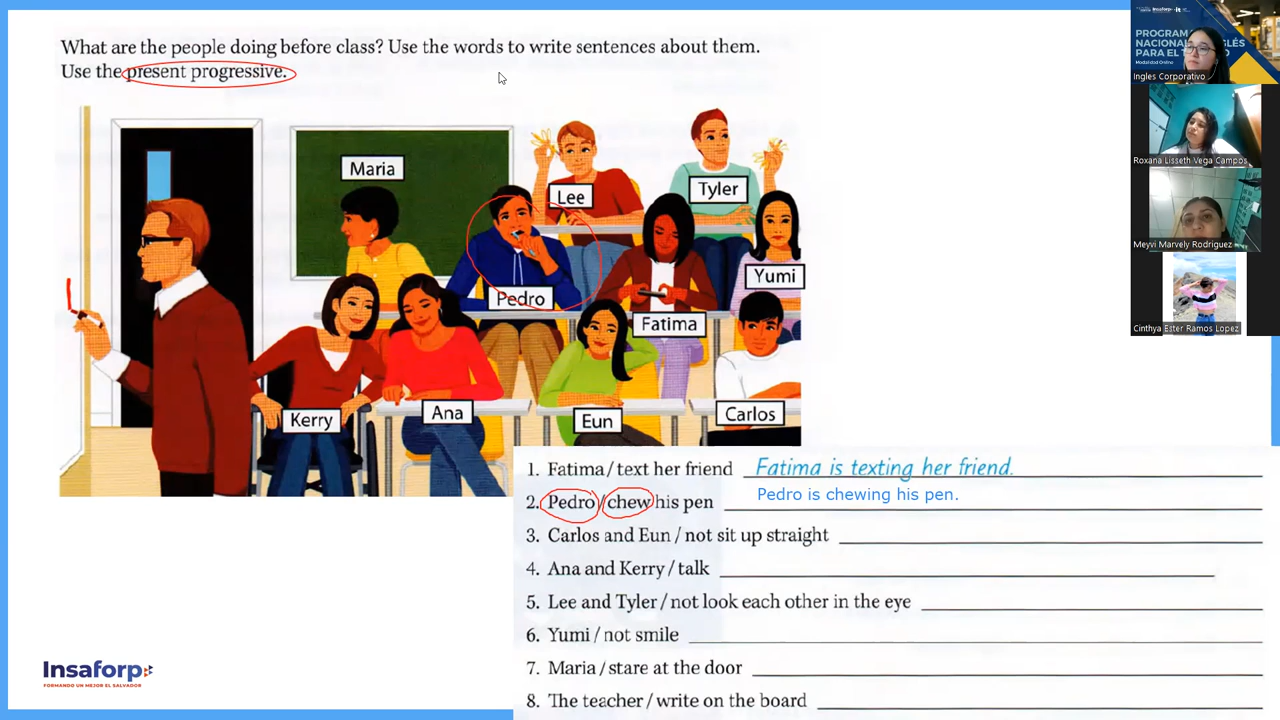 What are the people doing before class? Use the words to write sentences about them.
Use the present progressive.
Maria
Lee
Tyler
Pedro
Yumi
Fatima
Kerry
Ana
Eun
Carlos
1. Fatima / text her friend Fatima is texting her friend.
2. Pedro / chew his pen Pedro is chewing his pen.
3. Carlos and Eun / not sit up straight
4. Ana and Kerry / talk
5. Lee and Tyler / not look each other in the eye
6. Yumi / not smile
7. Maria / stare at the door
8. The teacher / write on the board
Insaforp
FORMANDO UN MEJOR EL SALVADOR
Insaforp
PROGRAM
NACIONAL
PARA EL
Modalidad Online
Ingles Corporativo
Roxana Lisseth Vega Campos
Meyvi Marvely Rodriguez
Cinthya Ester Ramos Lopez